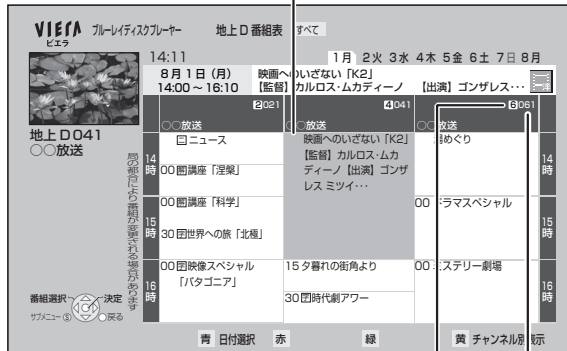 VIERA ブルーレイディスクプレーヤー 地上D番組表 すべて
ビエラ
14:11 1月 2火 3水 4木 5金 6土 7日 8月
8月1日(月) 映画へのいざない「K2」
14:00～16:10 【監督】カルロス・ムカディーノ 【出演】ゴンザレス･･･
2021 4041 6061
○○放送 ○○放送 ○○放送
地上D041
○○放送
局の都合により番組が変更される場合があります
14時
ニュース
00 講座「涅槃」
映画へのいざない「K2」
【監督】カルロス・ムカ
ディーノ【出演】ゴンザ
レス ミツイ･･･
めぐり
14時
15時
00 講座「科学」
30 世界への旅「北極」
00 ドラマスペシャル
15時
16時
00 映像スペシャル
「パタゴニア」
15 夕暮れの街角より
30 時代劇アワー
00 ミステリー劇場
16時
番組選択 決定
サブメニュー S 戻る
青 日付選択 赤 緑 黄 チャンネル別表示